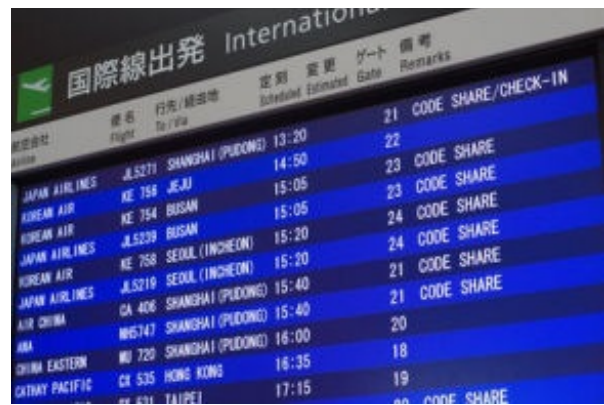 国際線出発 International
航空会社 便名 行先/経由地 定刻 変更 ゲート 備考
Airline Flight To/Via Scheduled Estimated Gate Remarks
JAPAN AIRLINES JL5271 SHANGHAI(PUDONG) 13:20 21 CODE SHARE/CHECK-IN
KOREAN AIR KE 756 JEJU 14:50 22
KOREAN AIR KE 754 BUSAN 15:05 23 CODE SHARE
JAPAN AIRLINES JL5239 BUSAN 15:05 23 CODE SHARE
KOREAN AIR KE 758 SEOUL(INCHEON) 15:20 24 CODE SHARE
JAPAN AIRLINES JL5219 SEOUL(INCHEON) 15:20 24 CODE SHARE
AIR CHINA CA 406 SHANGHAI(PUDONG) 15:40 21 CODE SHARE
ANA NH5747 SHANGHAI(PUDONG) 15:40 21 CODE SHARE
CHINA EASTERN MU 720 SHANGHAI(PUDONG) 16:00 20
CATHAY PACIFIC CX 535 HONG KONG 16:35 18
531 TAIPEI 17:15 19
20 CODE SHARE